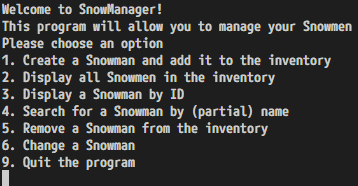 Welcome to SnowManager!
This program will allow you to manage your Snowmen
Please choose an option
1. Create a Snowman and add it to the inventory
2. Display all Snowmen in the inventory
3. Display a Snowman by ID
4. Search for a Snowman by (partial) name
5. Remove a Snowman from the inventory
6. Change a Snowman
9. Quit the program